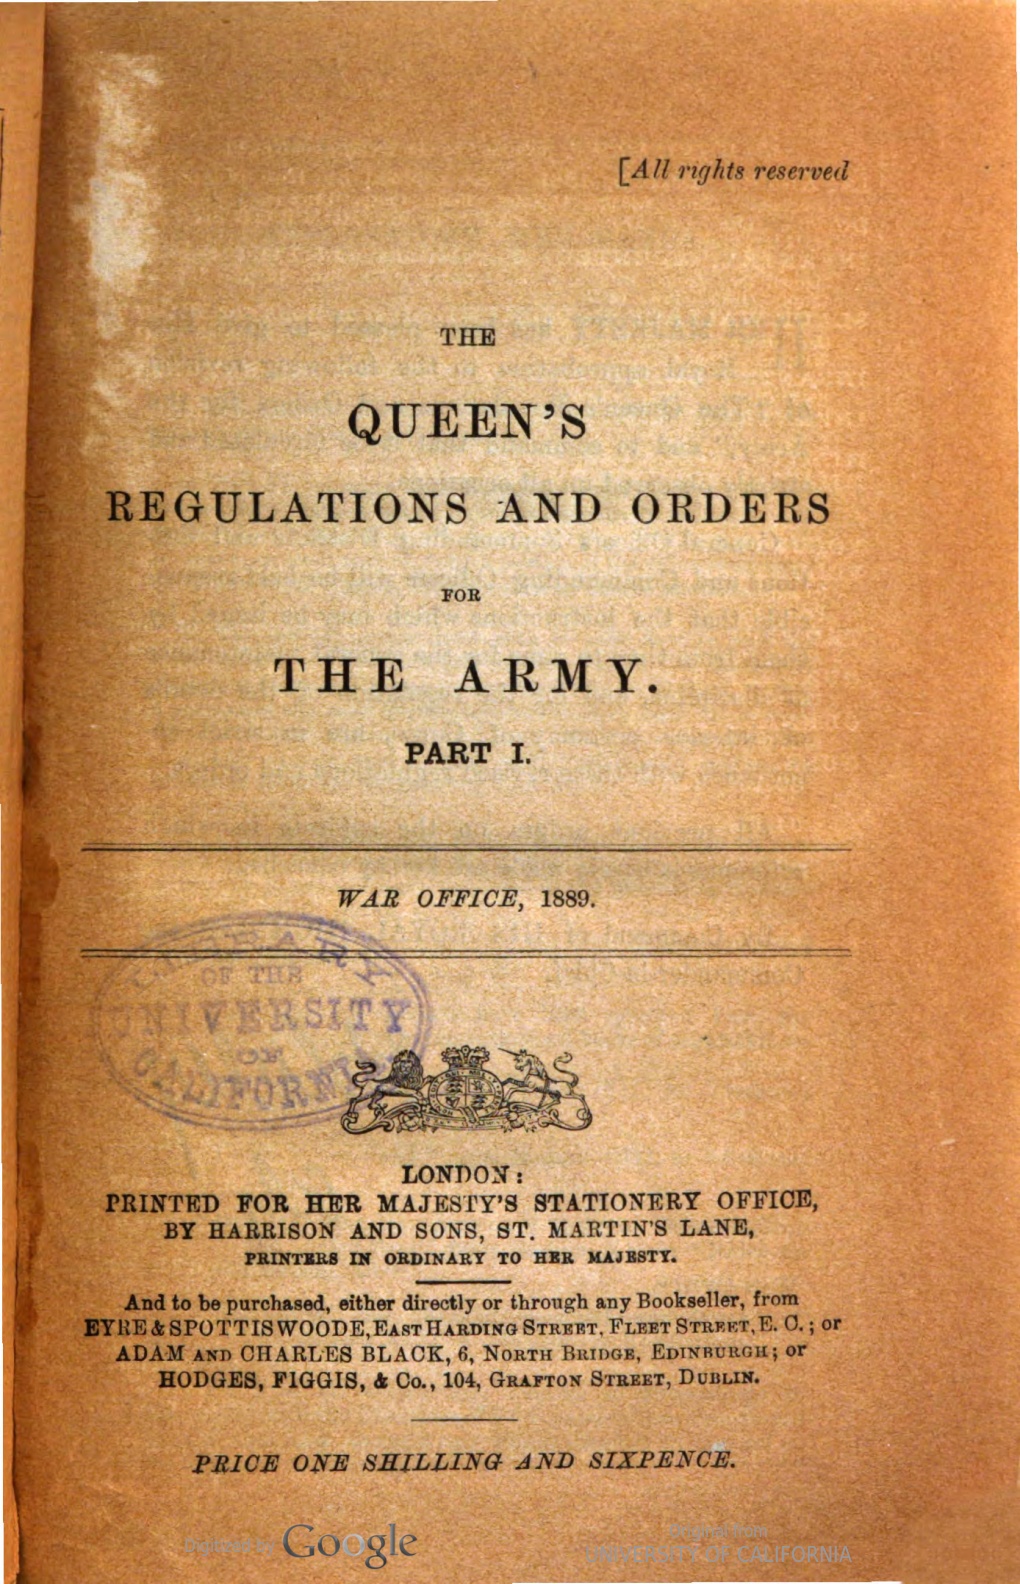 [All rights reserved
THE
QUEEN'S
REGULATIONS AND ORDERS
FOR
THE ARMY.
PART I.
WAR OFFICE, 1889.
LIBRARY
OF THE
UNIVERSITY
OF
CALIFORNIA
LONDON:
PRINTED FOR HER MAJESTY'S STATIONERY OFFICE,
BY HARRISON AND SONS, ST. MARTIN'S LANE,
PRINTERS IN ORDINARY TO HER MAJESTY.
And to be purchased, either directly or through any Bookseller, from
EYRE & SPOTTISWOODE, EAST HARDING STREET, FLEET STREET, E. C.; or
ADAM AND CHARLES BLACK, 6, NORTH BRIDGE, EDINBURGH; or
HODGES, FIGGIS, & Co., 104, GRAFTON STREET, DUBLIN.
PRICE ONE SHILLING AND SIXPENCE.
Digitized by Google
Original from
UNIVERSITY OF CALIFORNIA